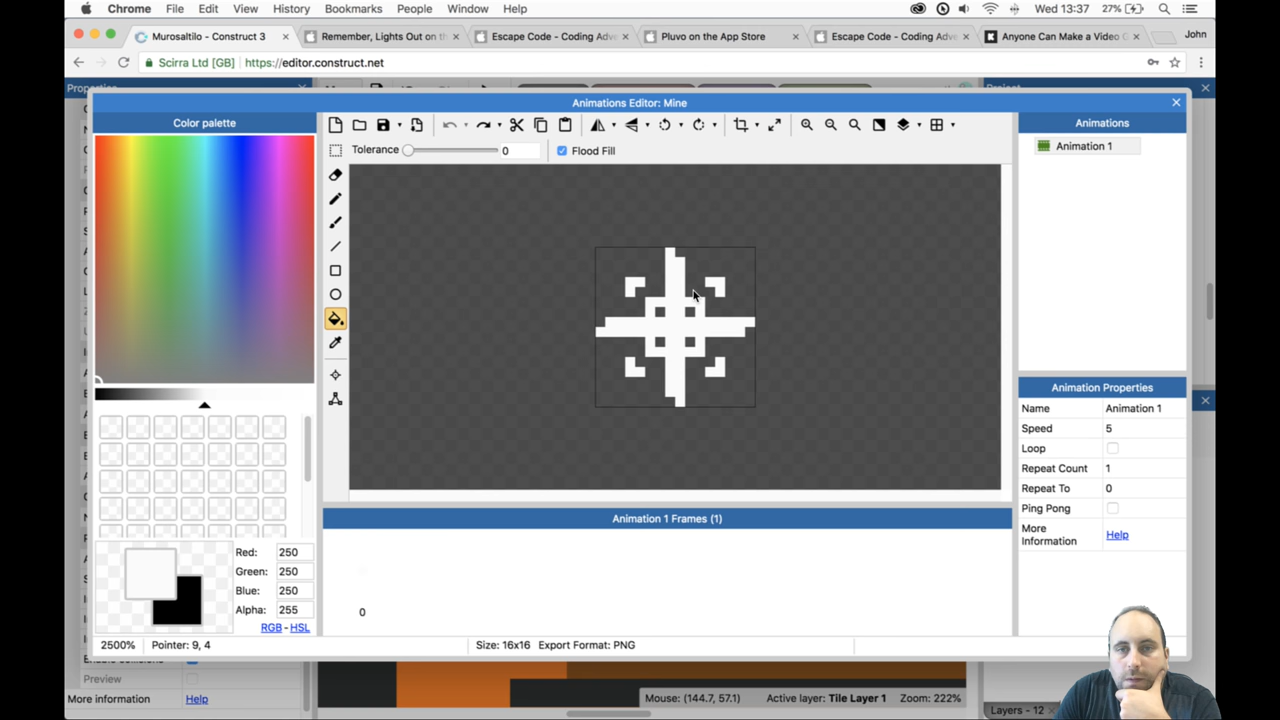 Chrome File Edit View History Bookmarks People Window Help
Wed 13:37 27%
Murosaltilo - Construct 3
Remember, Lights Out on th
Escape Code - Coding Adve
Pluvo on the App Store
Escape Code - Coding Adve
Anyone Can Make a Video G
John
Scirra Ltd [GB] https://editor.construct.net
Properties
Project
Animations Editor: Mine
Color palette
Animations
Tolerance 0 Flood Fill
Animation 1
Animation Properties
Name Animation 1
Speed 5
Loop
Repeat Count 1
Repeat To 0
Ping Pong
More Information Help
Animation 1 Frames (1)
0
Red: 250
Green: 250
Blue: 250
Alpha: 255
RGB - HSL
2500% Pointer: 9, 4 Size: 16x16 Export Format: PNG
Preview
More information Help
Mouse: (144.7, 57.1) Active layer: Tile Layer 1 Zoom: 222%
Layers - 12